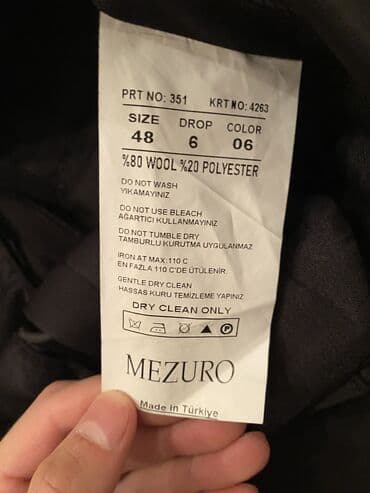 PRT NO: 351 KRT NO: 4263
SIZE DROP COLOR
48 6 06
%80 WOOL %20 POLYESTER
DO NOT WASH
YIKAMAYINIZ
DO NOT USE BLEACH
AĞARTICI KULLANMAYINIZ
DO NOT TUMBLE DRY
TAMBURLU KURUTMA UYGULANMAZ
IRON AT MAX: 110 C
EN FAZLA 110 C'DE ÜTÜLENİR.
GENTLE DRY CLEAN
HASSAS KURU TEMİZLEME YAPINIZ
DRY CLEAN ONLY
P
MEZURO
Made in Türkiye